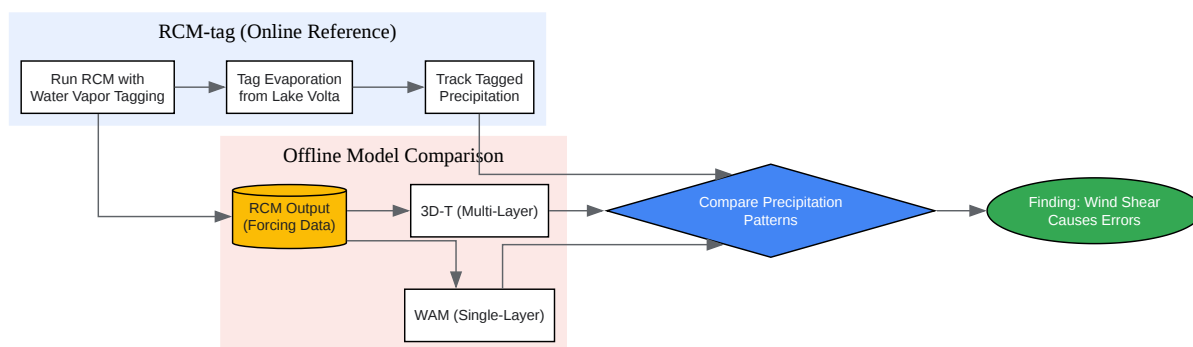 RCM-tag (Online Reference)
Run RCM with
Water Vapor Tagging
Tag Evaporation
from Lake Volta
Track Tagged
Precipitation
Offline Model Comparison
RCM Output
(Forcing Data)
3D-T (Multi-Layer)
WAM (Single-Layer)
Compare Precipitation
Patterns
Finding: Wind Shear
Causes Errors